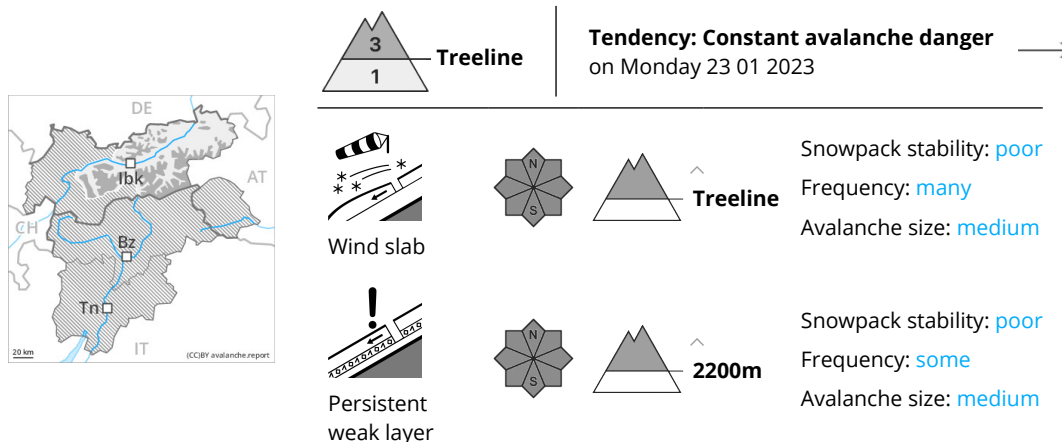 3
1
Treeline
Tendency: Constant avalanche danger
on Monday 23 01 2023
DE
AT
CH
IT
Ibk
Bz
Tn
20 km
(CC)BY avalanche.report
Wind slab
N
S
Treeline
Snowpack stability: poor
Frequency: many
Avalanche size: medium
Persistent
weak layer
N
S
2200m
Snowpack stability: poor
Frequency: some
Avalanche size: medium